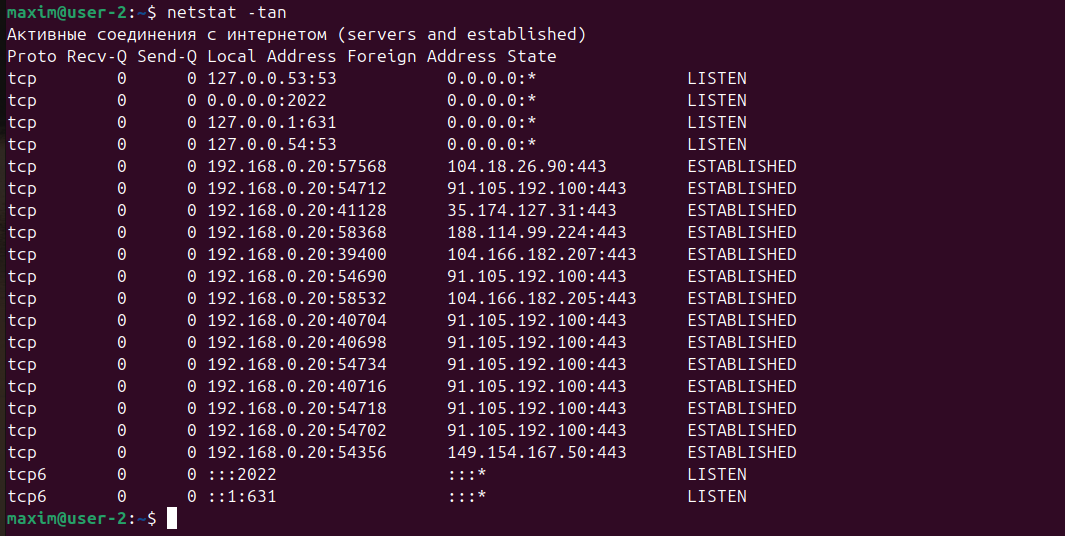 maxim@user-2:~$ netstat -tan
Активные соединения с интернетом (servers and established)
Proto Recv-Q Send-Q Local Address Foreign Address State
tcp 0 0 127.0.0.53:53 0.0.0.0:* LISTEN
tcp 0 0 0.0.0.0:2022 0.0.0.0:* LISTEN
tcp 0 0 127.0.0.1:631 0.0.0.0:* LISTEN
tcp 0 0 127.0.0.54:53 0.0.0.0:* LISTEN
tcp 0 0 192.168.0.20:57568 104.18.26.90:443 ESTABLISHED
tcp 0 0 192.168.0.20:54712 91.105.192.100:443 ESTABLISHED
tcp 0 0 192.168.0.20:41128 35.174.127.31:443 ESTABLISHED
tcp 0 0 192.168.0.20:58368 188.114.99.224:443 ESTABLISHED
tcp 0 0 192.168.0.20:39400 104.166.182.207:443 ESTABLISHED
tcp 0 0 192.168.0.20:54690 91.105.192.100:443 ESTABLISHED
tcp 0 0 192.168.0.20:58532 104.166.182.205:443 ESTABLISHED
tcp 0 0 192.168.0.20:40704 91.105.192.100:443 ESTABLISHED
tcp 0 0 192.168.0.20:40698 91.105.192.100:443 ESTABLISHED
tcp 0 0 192.168.0.20:54734 91.105.192.100:443 ESTABLISHED
tcp 0 0 192.168.0.20:40716 91.105.192.100:443 ESTABLISHED
tcp 0 0 192.168.0.20:54718 91.105.192.100:443 ESTABLISHED
tcp 0 0 192.168.0.20:54702 91.105.192.100:443 ESTABLISHED
tcp 0 0 192.168.0.20:54356 149.154.167.50:443 ESTABLISHED
tcp6 0 0 :::2022 :::* LISTEN
tcp6 0 0 ::1:631 :::* LISTEN
maxim@user-2:~$